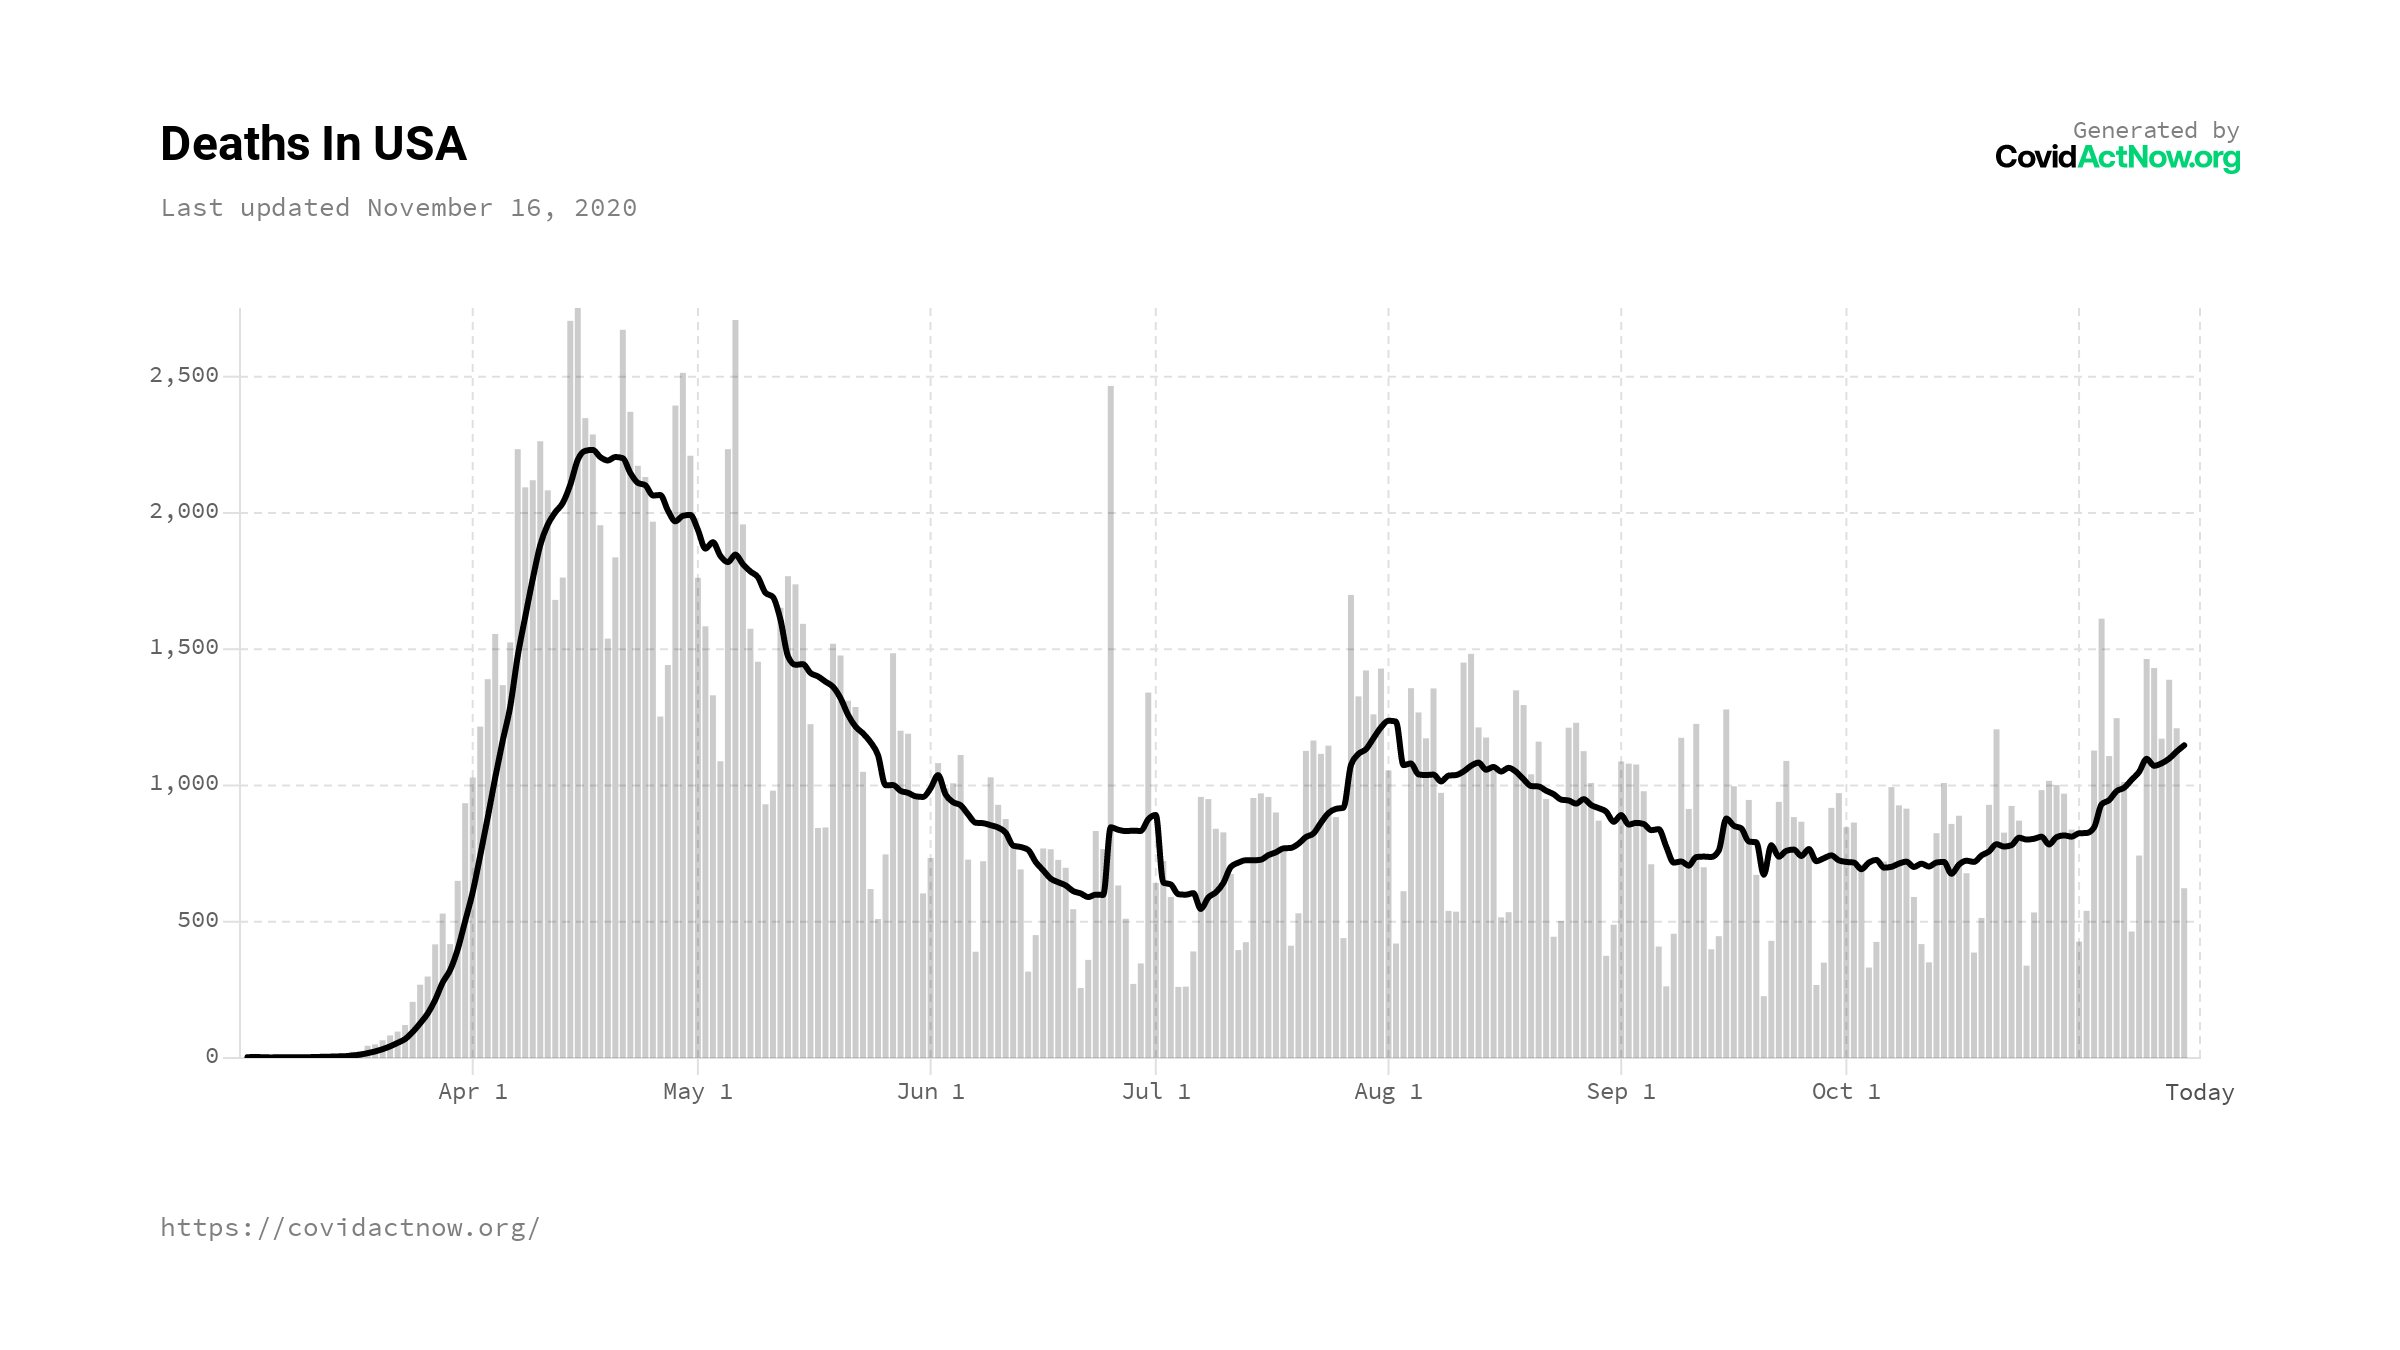 Deaths In USA
Generated by
CovidActNow.org
Last updated November 16, 2020
2,500
2,000
1,500
1,000
500
0
Apr 1 May 1 Jun 1 Jul 1 Aug 1 Sep 1 Oct 1 Today
https://covidactnow.org/